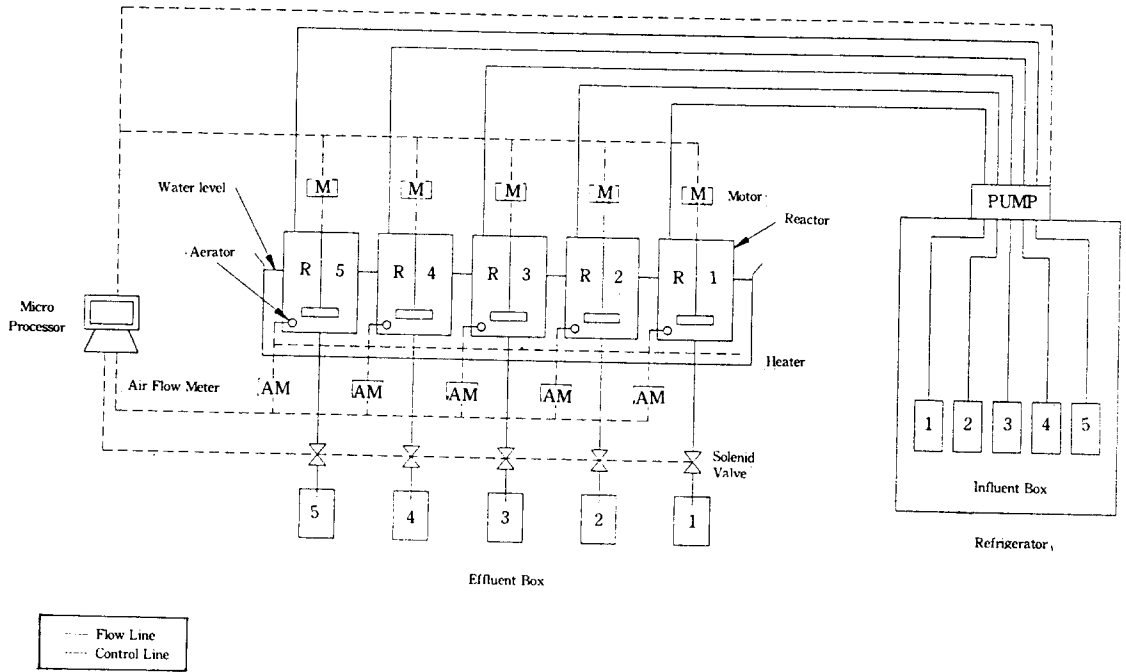 M M M M M
Motor
PUMP
Water level
Reactor
Aerator
R 5
R 4
R 3
R 2
R 1
Micro
Processor
Heater
Air Flow Meter
AM AM AM AM AM
1 2 3 4 5
Solenid
Valve
Influent Box
5 4 3 2 1
Refrigerator
Effluent Box
Flow Line
Control Line